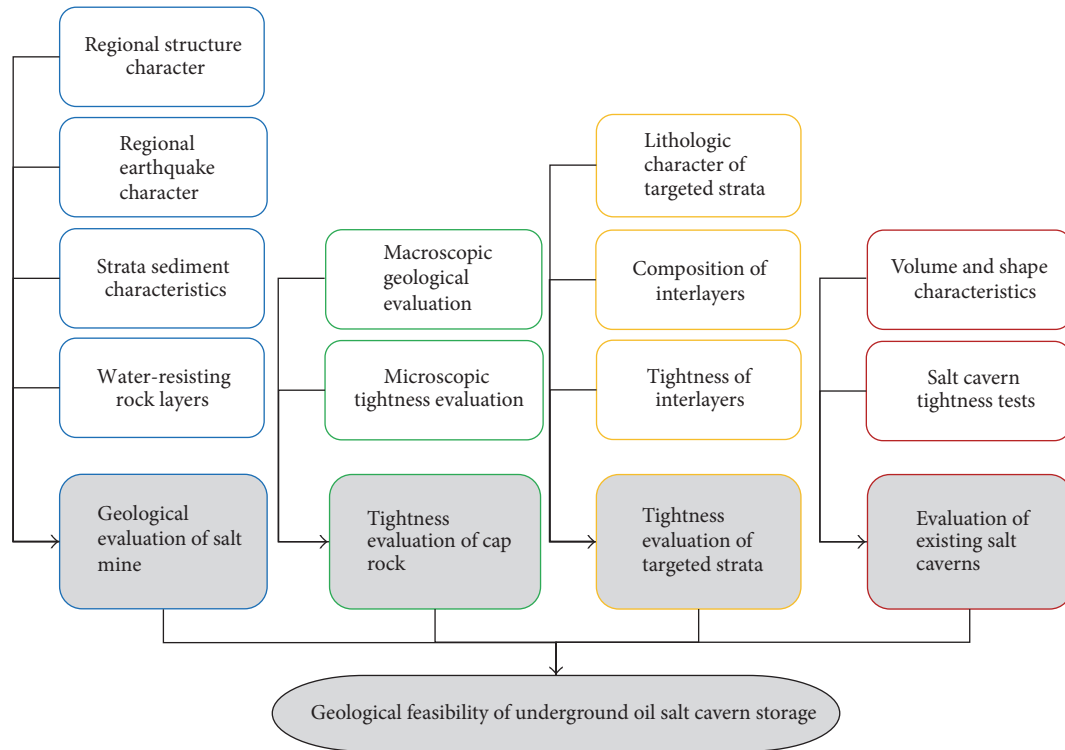 Regional structure
character
Regional
earthquake
character
Strata sediment
characteristics
Water-resisting
rock layers
Geological
evaluation of salt
mine
Macroscopic
geological
evaluation
Microscopic
tightness evaluation
Tightness
evaluation of cap
rock
Lithologic
character of
targeted strata
Composition of
interlayers
Tightness of
interlayers
Tightness
evaluation of
targeted strata
Volume and shape
characteristics
Salt cavern
tightness tests
Evaluation of
existing salt
caverns
Geological feasibility of underground oil salt cavern storage